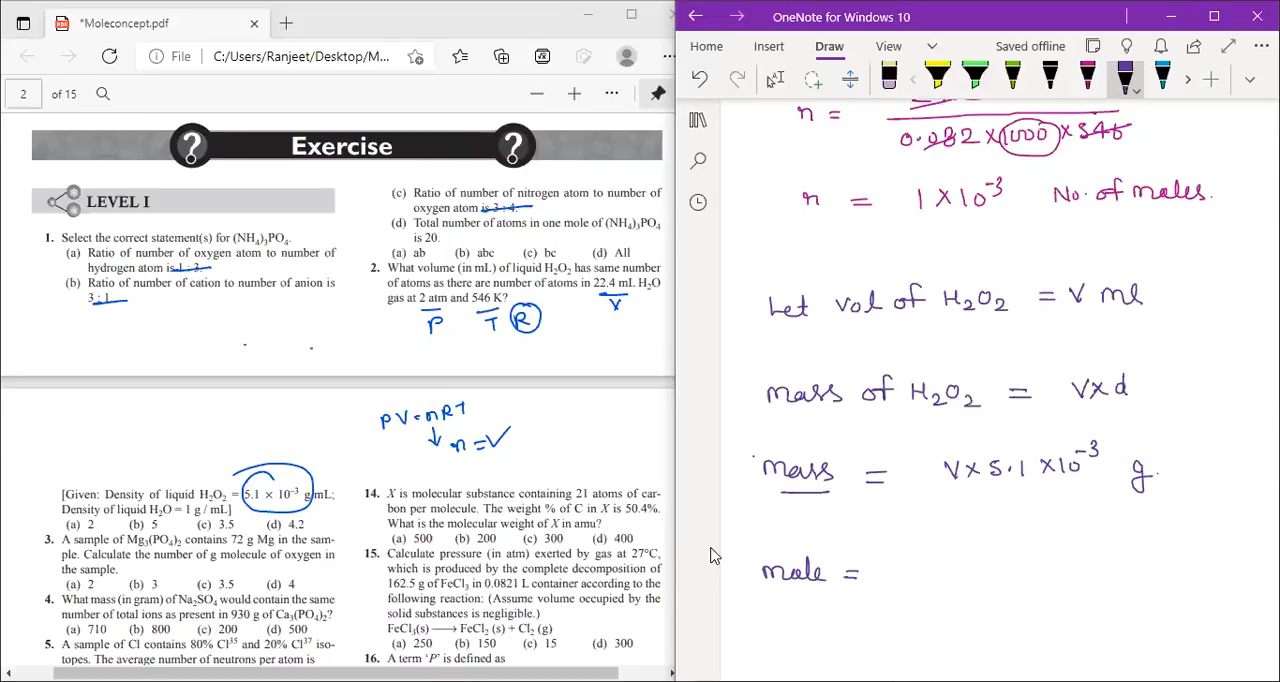 *Moleconcept.pdf
File C:/Users/Ranjeet/Desktop/M...
2 of 15
Exercise
LEVEL I
1. Select the correct statement(s) for (NH₄)₃PO₄.
(a) Ratio of number of oxygen atom to number of
hydrogen atom is 1 : 3.
(b) Ratio of number of cation to number of anion is
3 : 1
(c) Ratio of number of nitrogen atom to number of
oxygen atom is 3 : 4.
(d) Total number of atoms in one mole of (NH₄)₃PO₄
is 20.
(a) ab (b) abc (c) bc (d) All
2. What volume (in mL) of liquid H₂O₂ has same number
of atoms as there are number of atoms in 22.4 mL H₂O
gas at 2 atm and 546 K?
P T R V
PV = nRT
n = V
[Given: Density of liquid H₂O₂ = 5.1 × 10⁻³ g/mL;
Density of liquid H₂O = 1 g / mL]
(a) 2 (b) 5 (c) 3.5 (d) 4.2
3. A sample of Mg₃(PO₄)₂ contains 72 g Mg in the sam-
ple. Calculate the number of g molecule of oxygen in
the sample.
(a) 2 (b) 3 (c) 3.5 (d) 4
4. What mass (in gram) of Na₂SO₄ would contain the same
number of total ions as present in 930 g of Ca₃(PO₄)₂?
(a) 710 (b) 800 (c) 200 (d) 500
5. A sample of Cl contains 80% Cl³⁵ and 20% Cl³⁷ iso-
topes. The average number of neutrons per atom is
14. X is molecular substance containing 21 atoms of car-
bon per molecule. The weight % of C in X is 50.4%.
What is the molecular weight of X in amu?
(a) 500 (b) 200 (c) 300 (d) 400
15. Calculate pressure (in atm) exerted by gas at 27°C,
which is produced by the complete decomposition of
162.5 g of FeCl₃ in 0.0821 L container according to the
following reaction: (Assume volume occupied by the
solid substances is negligible.)
FeCl₃(s) ⟶ FeCl₂ (s) + Cl₂ (g)
(a) 250 (b) 150 (c) 15 (d) 300
16. A term 'P' is defined as
OneNote for Windows 10
Home Insert Draw View Saved offline
n =
0.082 × 1000 × 546
n = 1 × 10⁻³ No. of moles.
Let vol of H₂O₂ = V ml
mass of H₂O₂ = V × d
mass = V × 5.1 × 10⁻³ g.
mole =